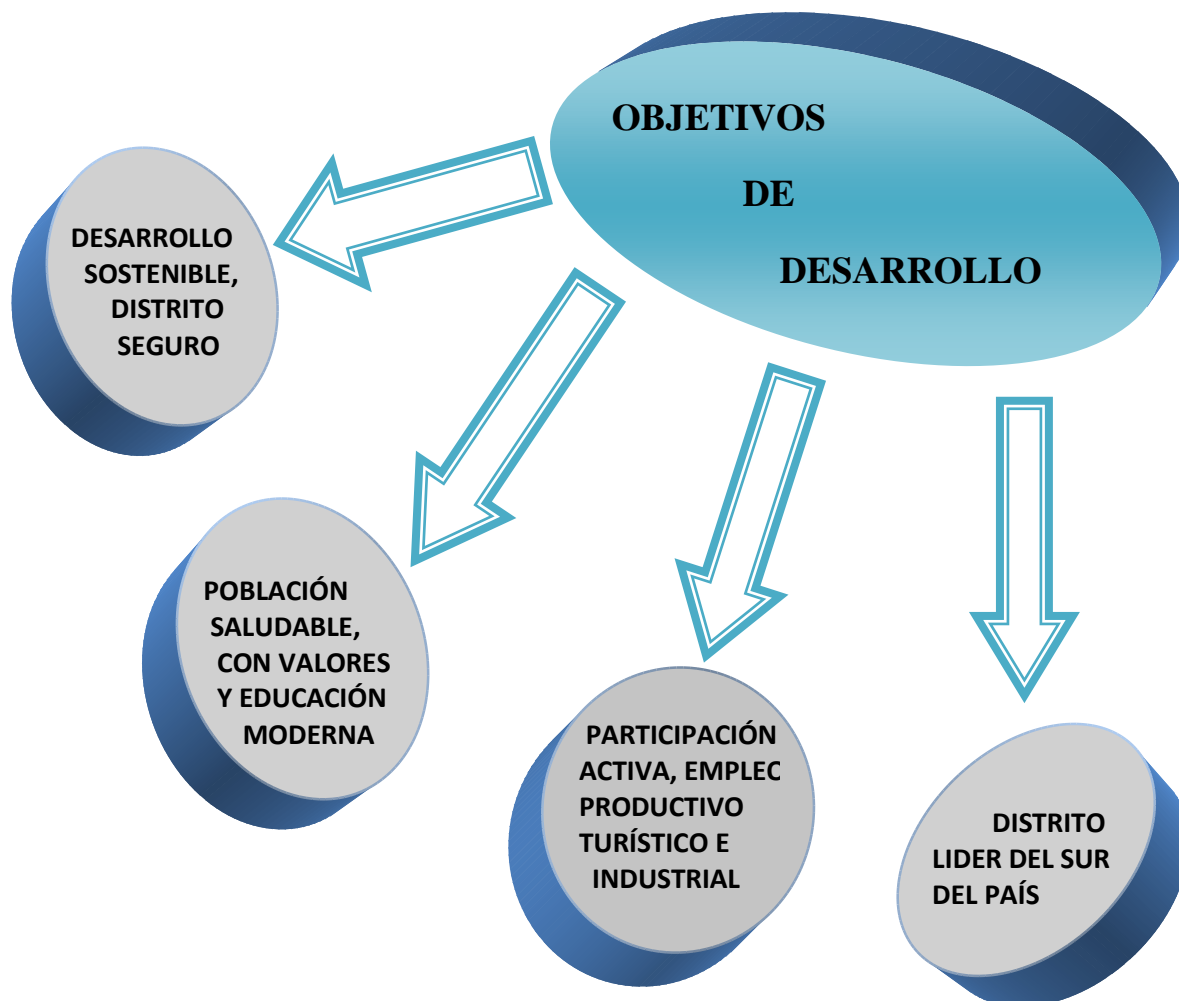 OBJETIVOS
DE
DESARROLLO
DESARROLLO
SOSTENIBLE,
DISTRITO
SEGURO
POBLACIÓN
SALUDABLE,
CON VALORES
Y EDUCACIÓN
MODERNA
PARTICIPACIÓN
ACTIVA, EMPLEC
PRODUCTIVO
TURÍSTICO E
INDUSTRIAL
DISTRITO
LIDER DEL SUR
DEL PAÍS